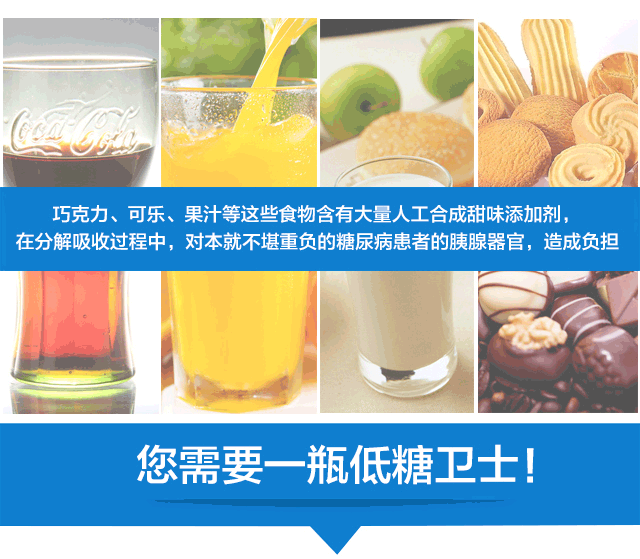 Coca-Cola
巧克力、可乐、果汁等这些食物含有大量人工合成甜味添加剂，
在分解吸收过程中，对本就不堪重负的糖尿病患者的胰腺器官，造成负担
您需要一瓶低糖卫士！